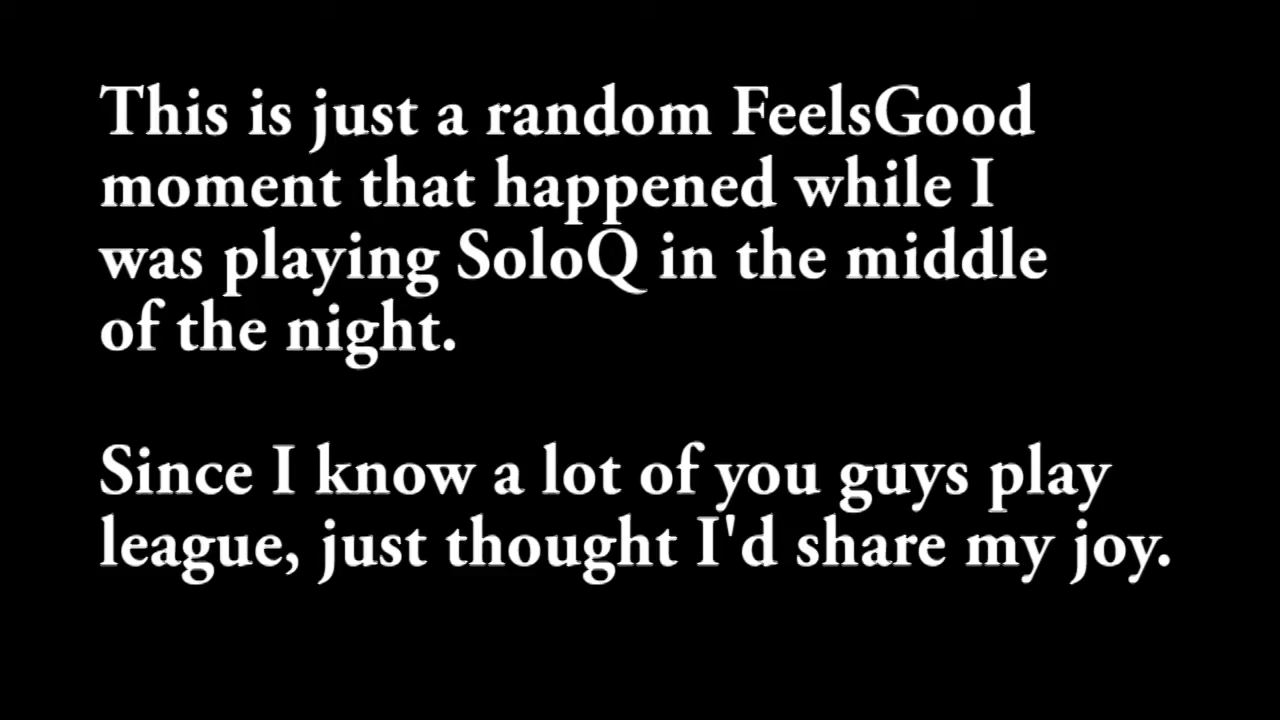 This is just a random FeelsGood
moment that happened while I
was playing SoloQ in the middle
of the night.
Since I know a lot of you guys play
league, just thought I'd share my joy.